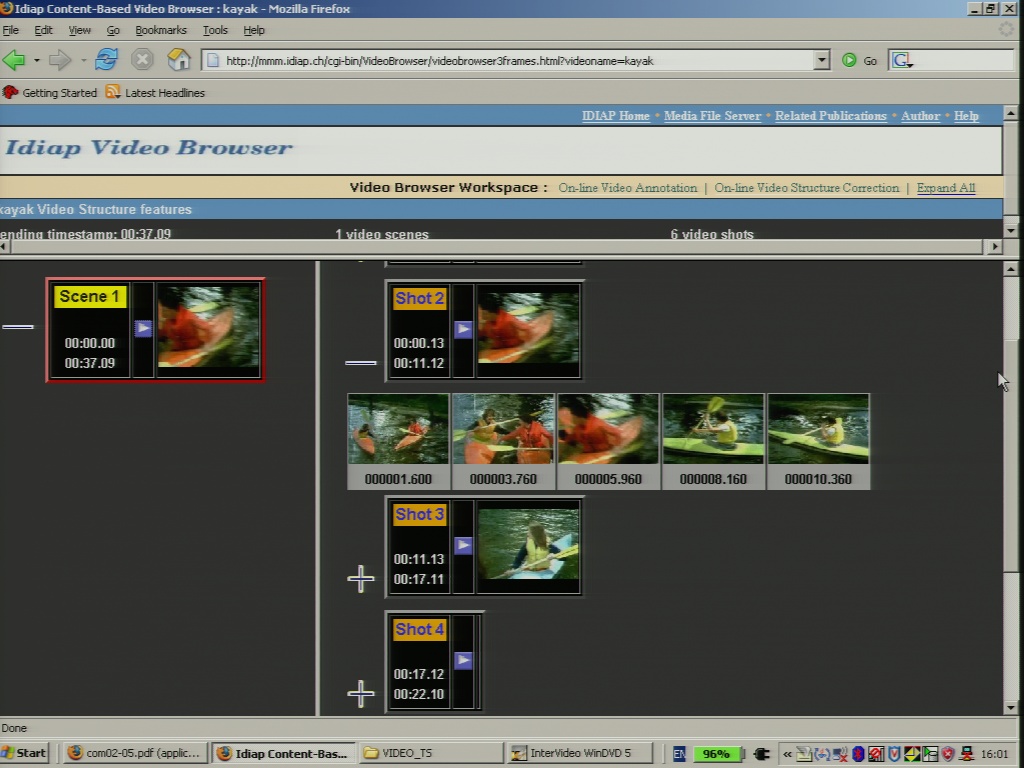 Idiap Content-Based Video Browser : kayak - Mozilla Firefox
File Edit View Go Bookmarks Tools Help
http://mmm.idiap.ch/cgi-bin/VideoBrowser/videobrowser3frames.html?videoname=kayak Go G
Getting Started Latest Headlines
IDIAP Home • Media File Server • Related Publications • Author • Help
Idiap Video Browser
Video Browser Workspace : On-line Video Annotation | On-line Video Structure Correction | Expand All
kayak Video Structure features
ending timestamp: 00:37.09 1 video scenes 6 video shots
Scene 1
00:00.00
00:37.09
Shot 2
00:00.13
00:11.12
000001.600 000003.760 000005.960 000008.160 000010.360
Shot 3
00:11.13
00:17.11
Shot 4
00:17.12
00:22.10
Done
Start com02-05.pdf (applic... Idiap Content-Bas... VIDEO_TS InterVideo WinDVD 5 EN 96% « 16:01